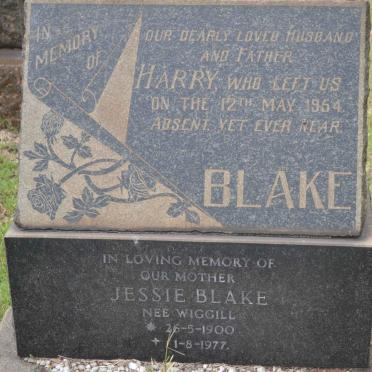 IN
MEMORY
OF
OUR DEARLY LOVED HUSBAND
AND FATHER
HARRY, WHO LEFT US
ON THE 12TH MAY 1954.
ABSENT, YET EVER NEAR.
BLAKE
IN LOVING MEMORY OF
OUR MOTHER
JESSIE BLAKE
NEE WIGGILL
* 26-5-1900
+ 1-8-1977.